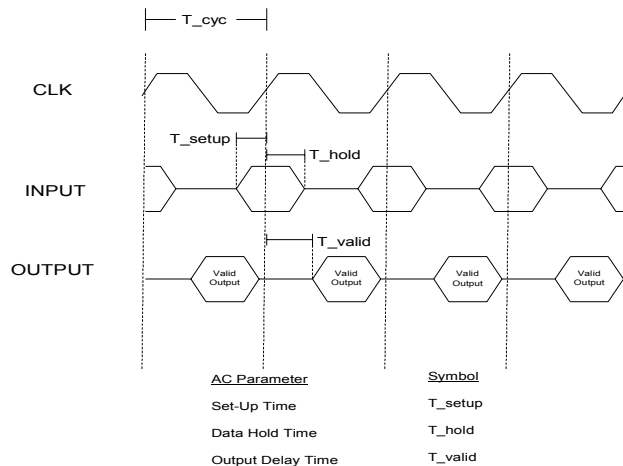 T_cyc
CLK
T_setup
T_hold
INPUT
T_valid
OUTPUT
Valid Output
Valid Output
Valid Output
Valid Output
AC Parameter Symbol
Set-Up Time T_setup
Data Hold Time T_hold
Output Delay Time T_valid